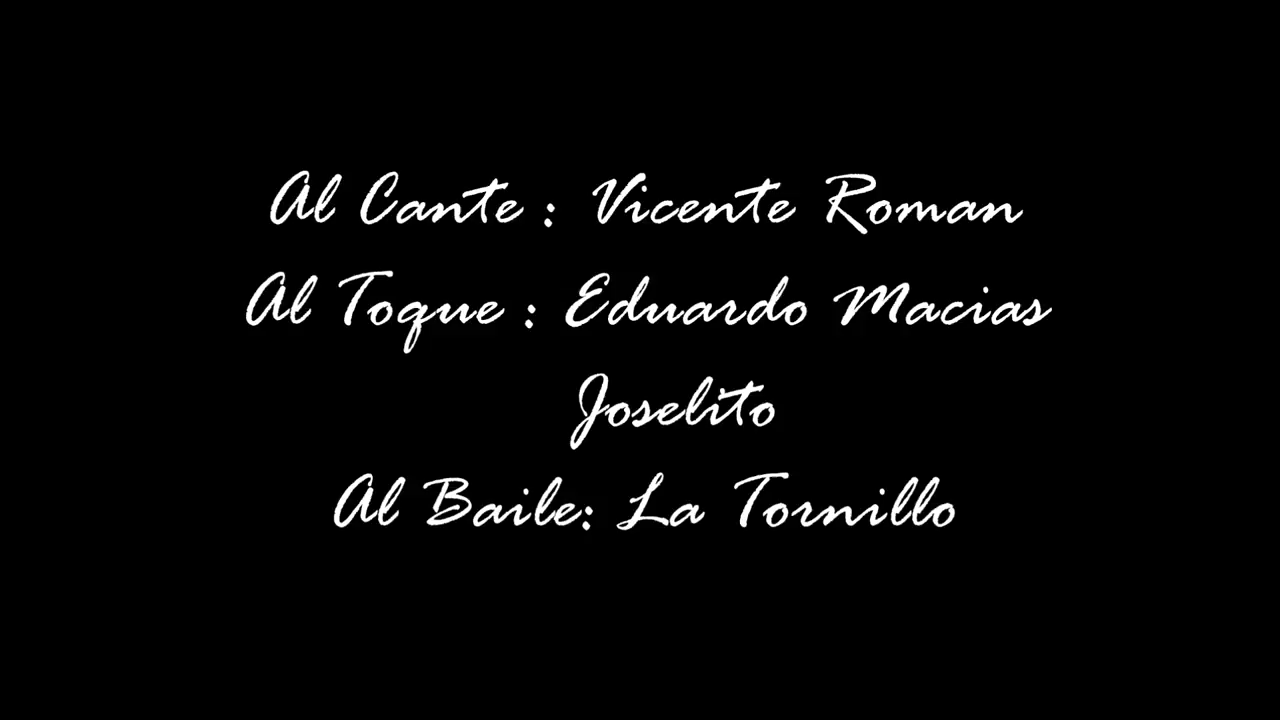 Al Cante : Vicente Roman
Al Toque : Eduardo Macias
Joselito
Al Baile: La Tornillo